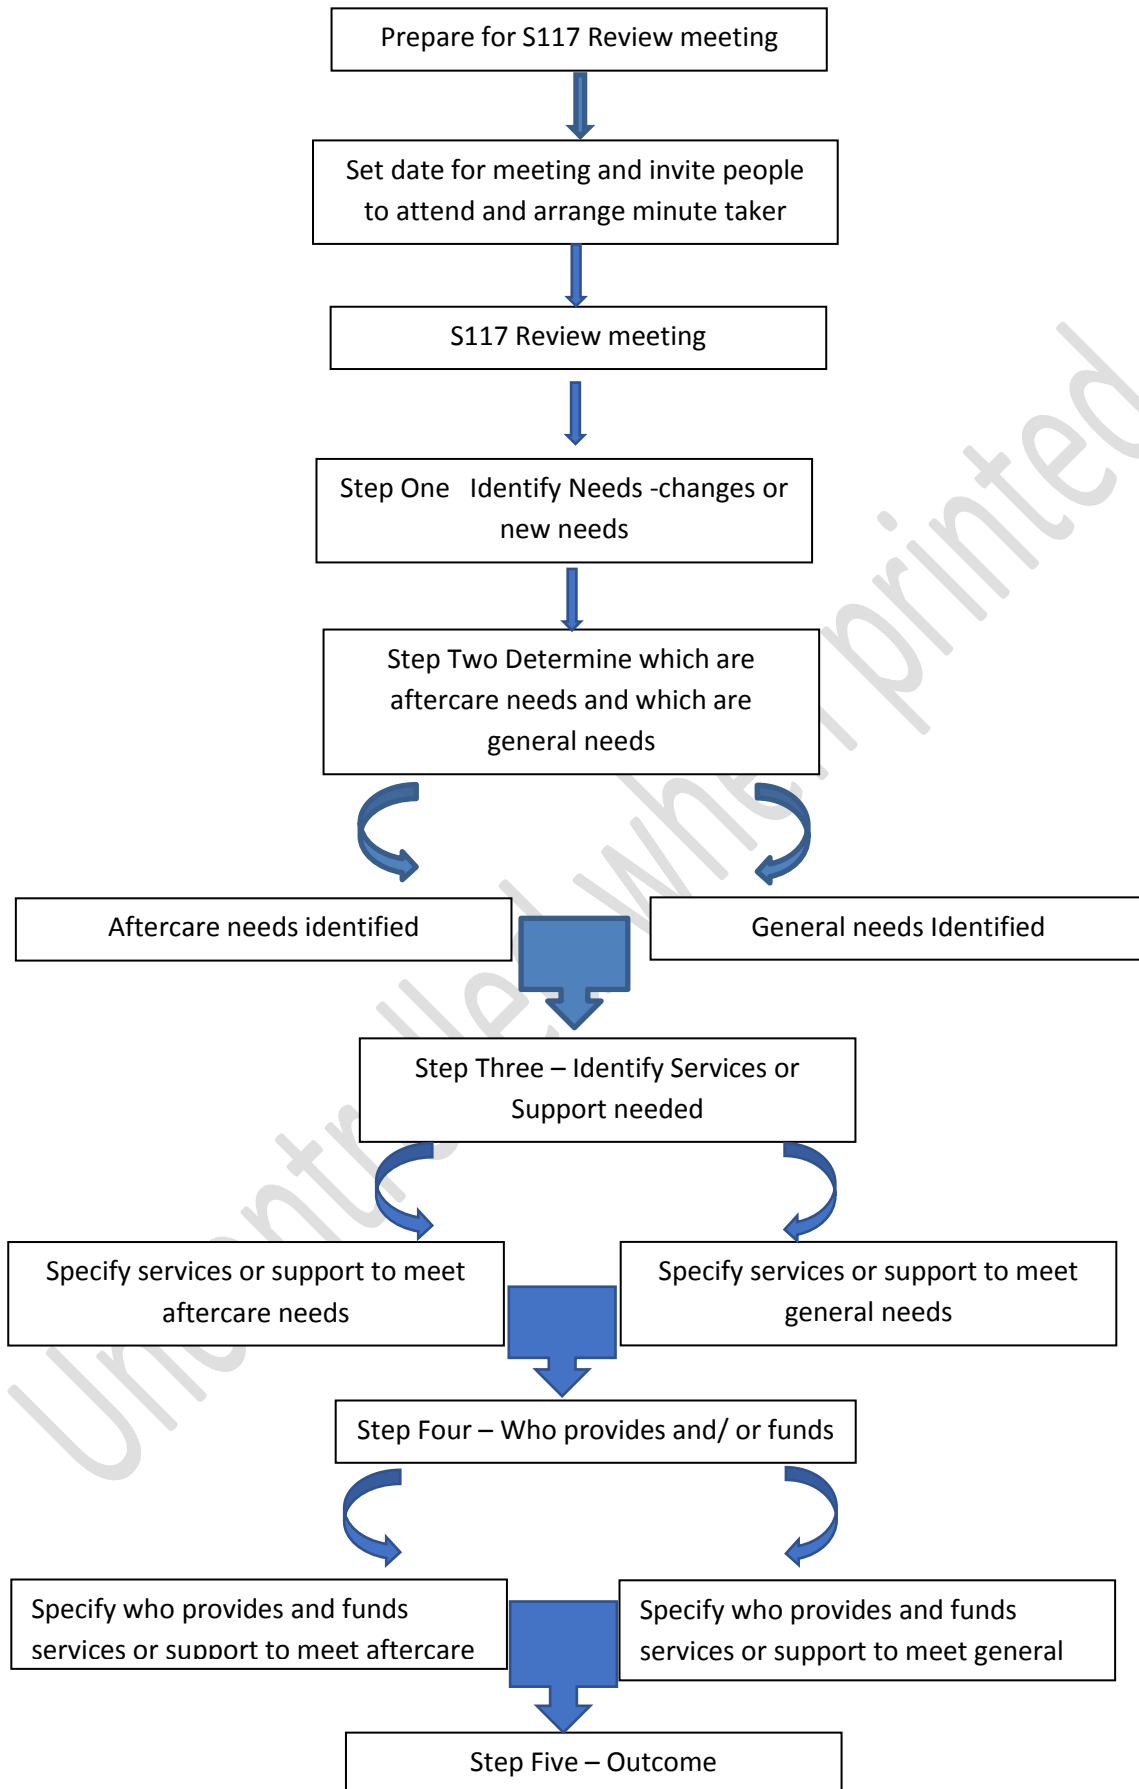 Prepare for S117 Review meeting
Set date for meeting and invite people
to attend and arrange minute taker
S117 Review meeting
Step One   Identify Needs -changes or
new needs
Step Two Determine which are
aftercare needs and which are
general needs
Aftercare needs identified
General needs Identified
Step Three – Identify Services or
Support needed
Specify services or support to meet
aftercare needs
Specify services or support to meet
general needs
Step Four – Who provides and/ or funds
Specify who provides and funds
services or support to meet aftercare
Specify who provides and funds
services or support to meet general
Step Five – Outcome
Uncontrolled when printed